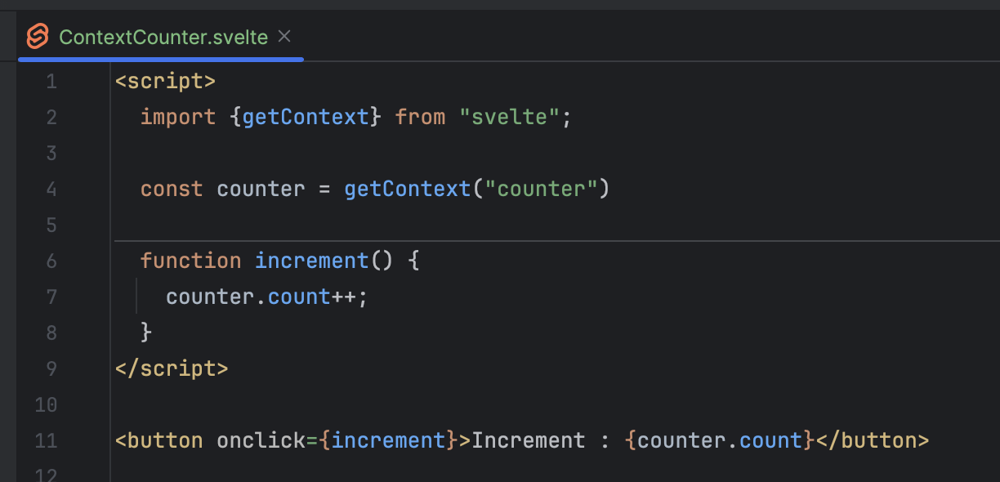 ContextCounter.svelte
1 <script>
2   import {getContext} from "svelte";
3
4   const counter = getContext("counter")
5
6   function increment() {
7     counter.count++;
8   }
9 </script>
10
11 <button onclick={increment}>Increment : {counter.count}</button>
12